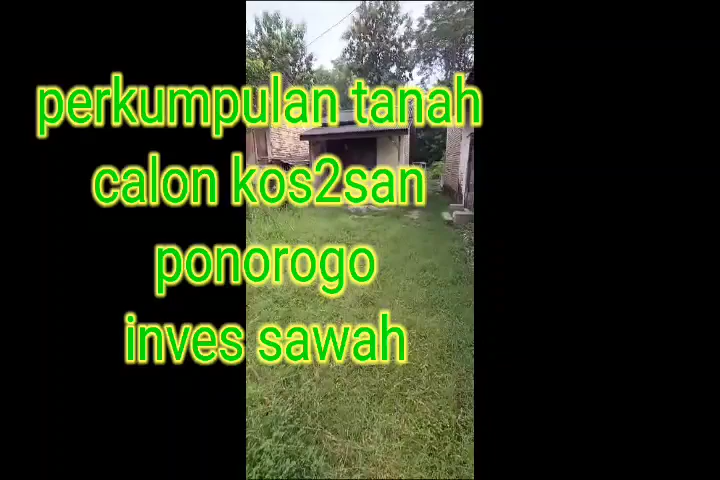 perkumpulan tanah
calon kos2san
ponorogo
inves sawah